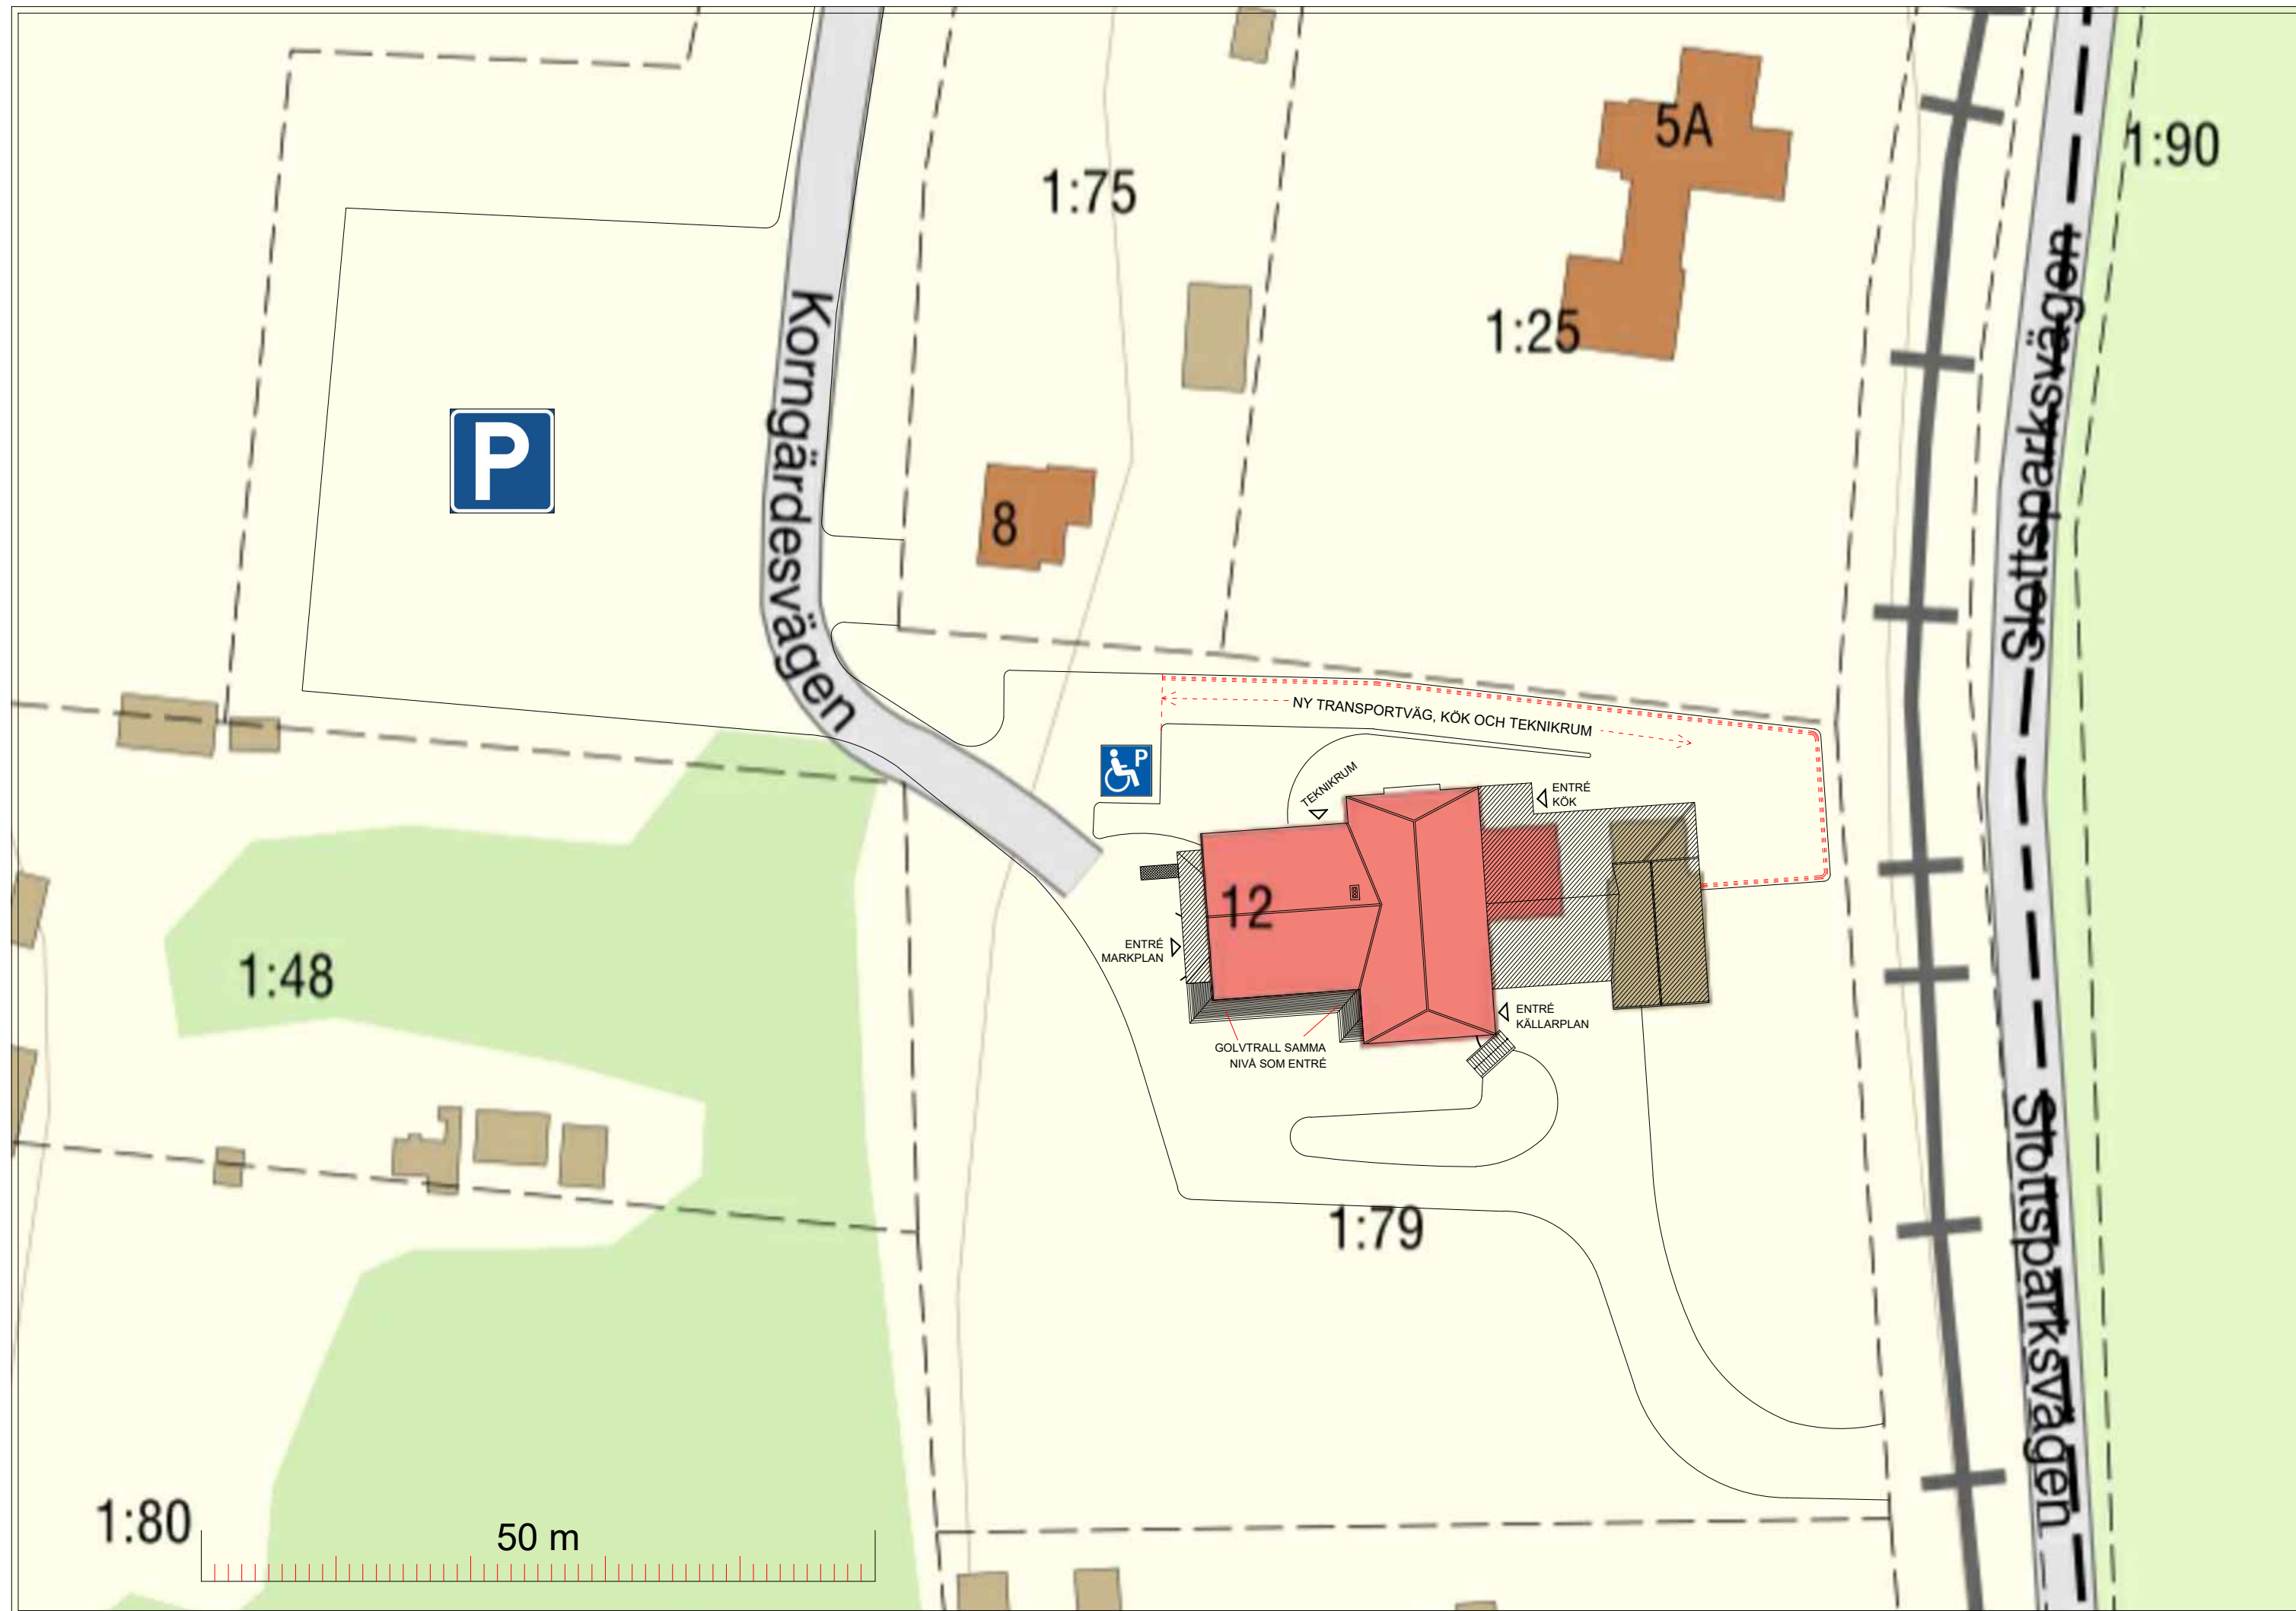 5A
1:90
1:75
1:25
Korngärdesvägen
Slottsparksvägen
P
8
NY TRANSPORTVÄG, KÖK OCH TEKNIKRUM
P
TEKNIKRUM
ENTRÉ
KÖK
12
ENTRÉ
MARKPLAN
1:48
ENTRÉ
KÄLLARPLAN
GOLVTRALL SAMMA
NIVÅ SOM ENTRÉ
Slottsparksvägen
1:79
1:80
50 m